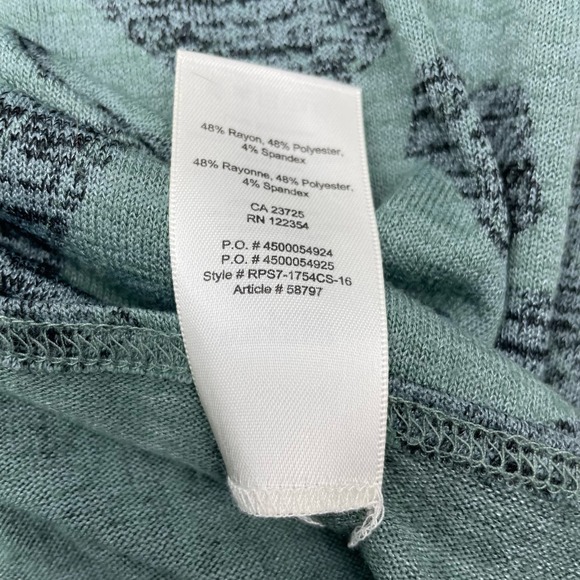 48% Rayon, 48% Polyester,
4% Spandex
48% Rayonne, 48% Polyester,
4% Spandex
CA 23725
RN 122354
P.O. # 4500054924
P.O. # 4500054925
Style # RPS7-1754CS-16
Article # 58797